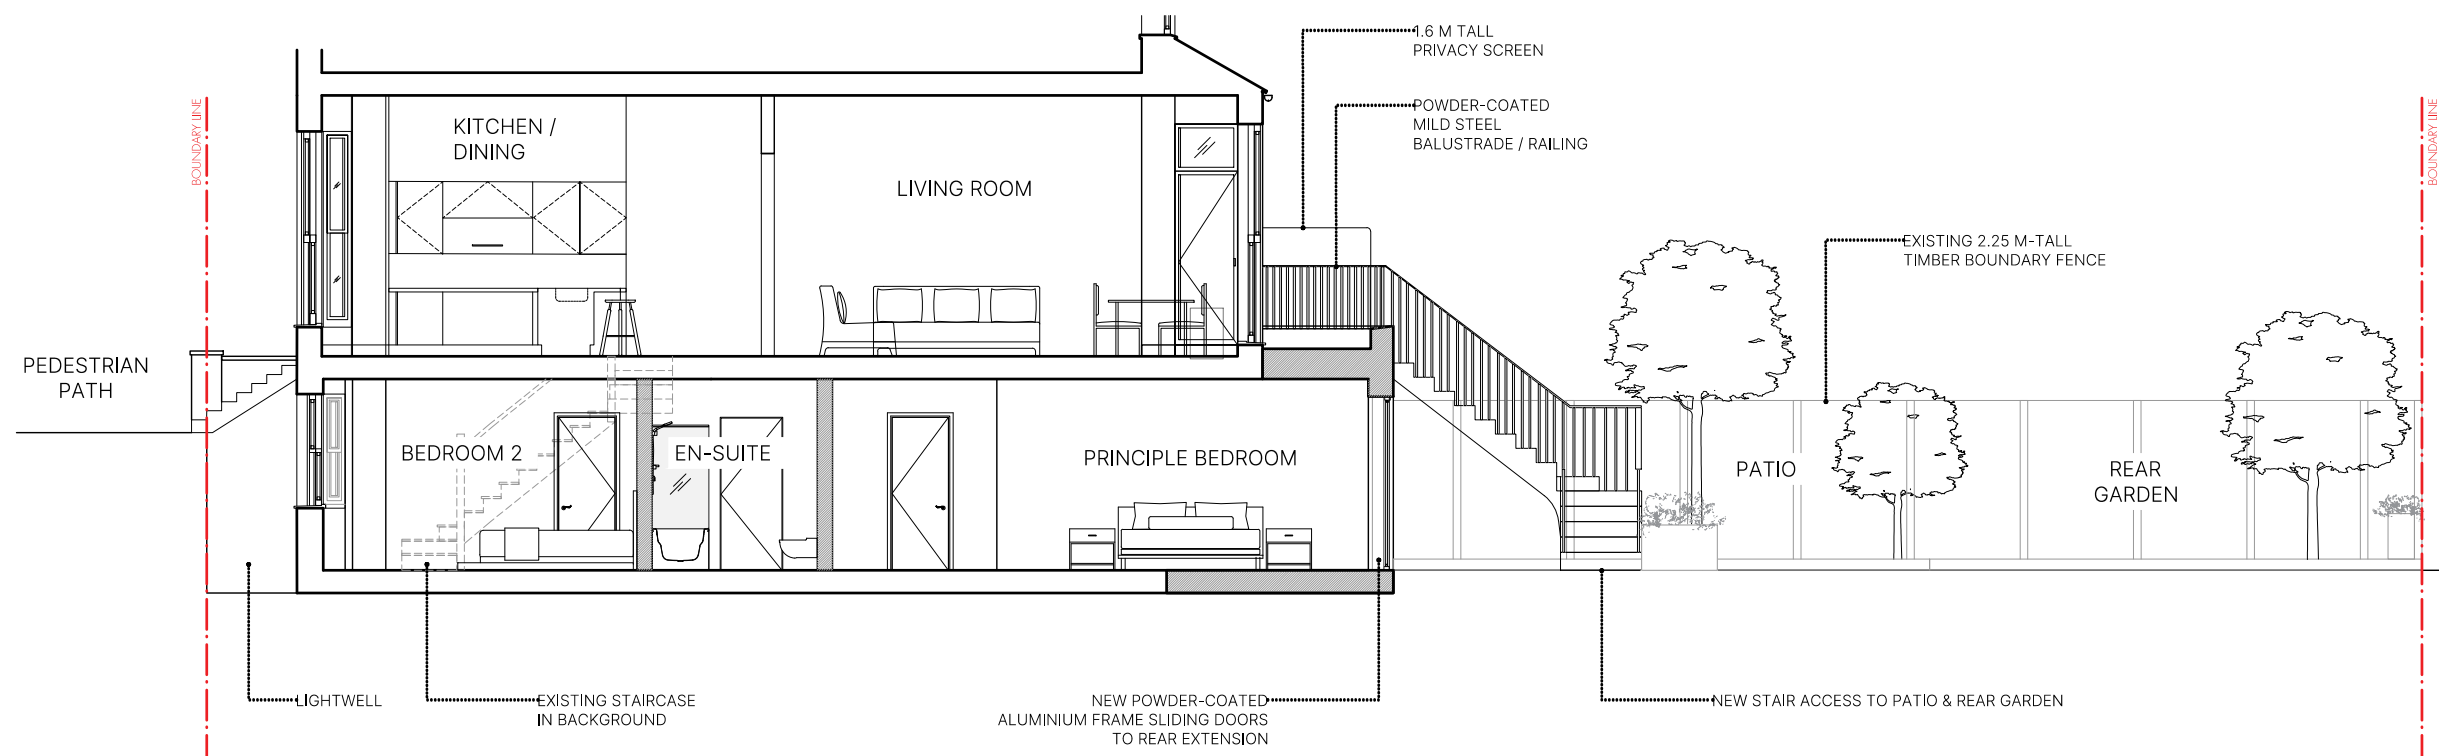 1.6 M TALL
PRIVACY SCREEN
POWDER-COATED
MILD STEEL
BALUSTRADE / RAILING
BOUNDARY LINE
KITCHEN /
DINING
LIVING ROOM
BOUNDARY LINE
EXISTING 2.25 M-TALL
TIMBER BOUNDARY FENCE
PEDESTRIAN
PATH
BEDROOM 2
EN-SUITE
PRINCIPLE BEDROOM
PATIO
REAR
GARDEN
LIGHTWELL
EXISTING STAIRCASE
IN BACKGROUND
NEW POWDER-COATED
ALUMINIUM FRAME SLIDING DOORS
TO REAR EXTENSION
NEW STAIR ACCESS TO PATIO & REAR GARDEN